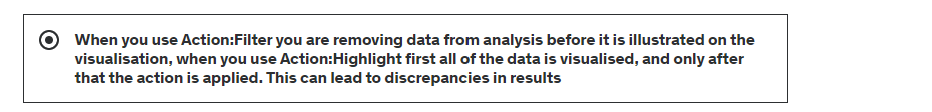 When you use Action:Filter you are removing data from analysis before it is illustrated on the
visualisation, when you use Action:Highlight first all of the data is visualised, and only after
that the action is applied. This can lead to discrepancies in results